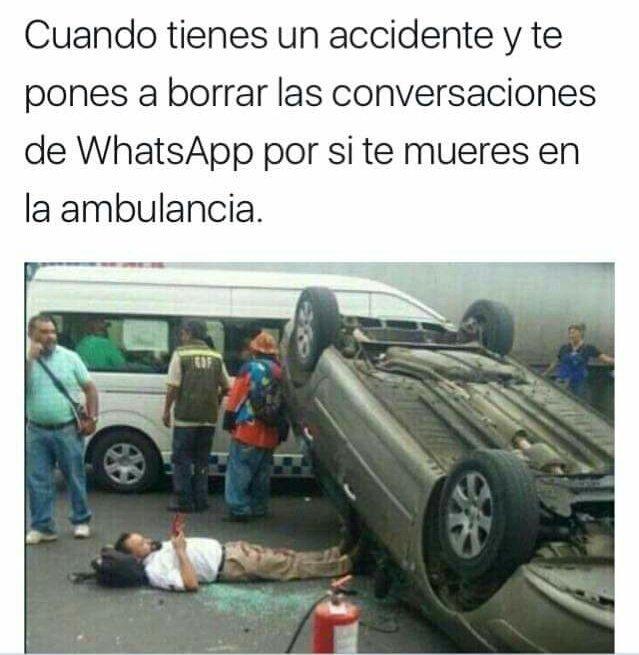 Cuando tienes un accidente y te
pones a borrar las conversaciones
de WhatsApp por si te mueres en
la ambulancia.